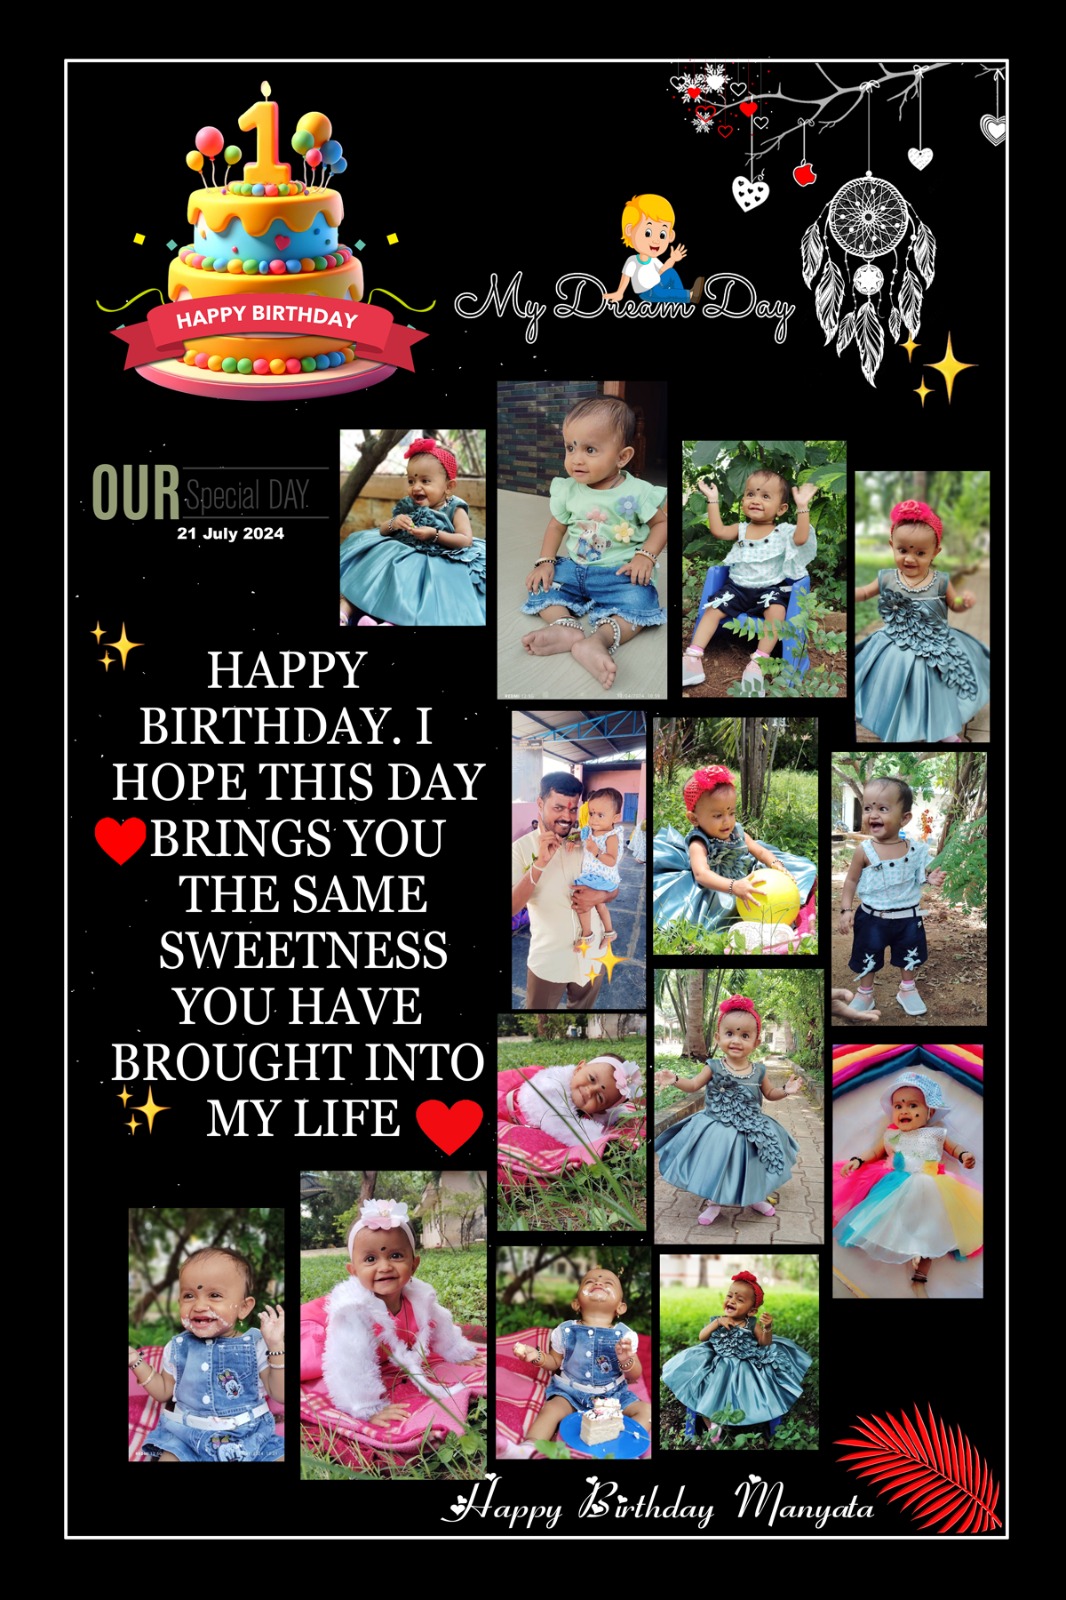 1
HAPPY BIRTHDAY
My Dream Day
OUR Special DAY
21 July 2024
HAPPY
BIRTHDAY. I
HOPE THIS DAY
BRINGS YOU
THE SAME
SWEETNESS
YOU HAVE
BROUGHT INTO
MY LIFE
Happy Birthday Manyata